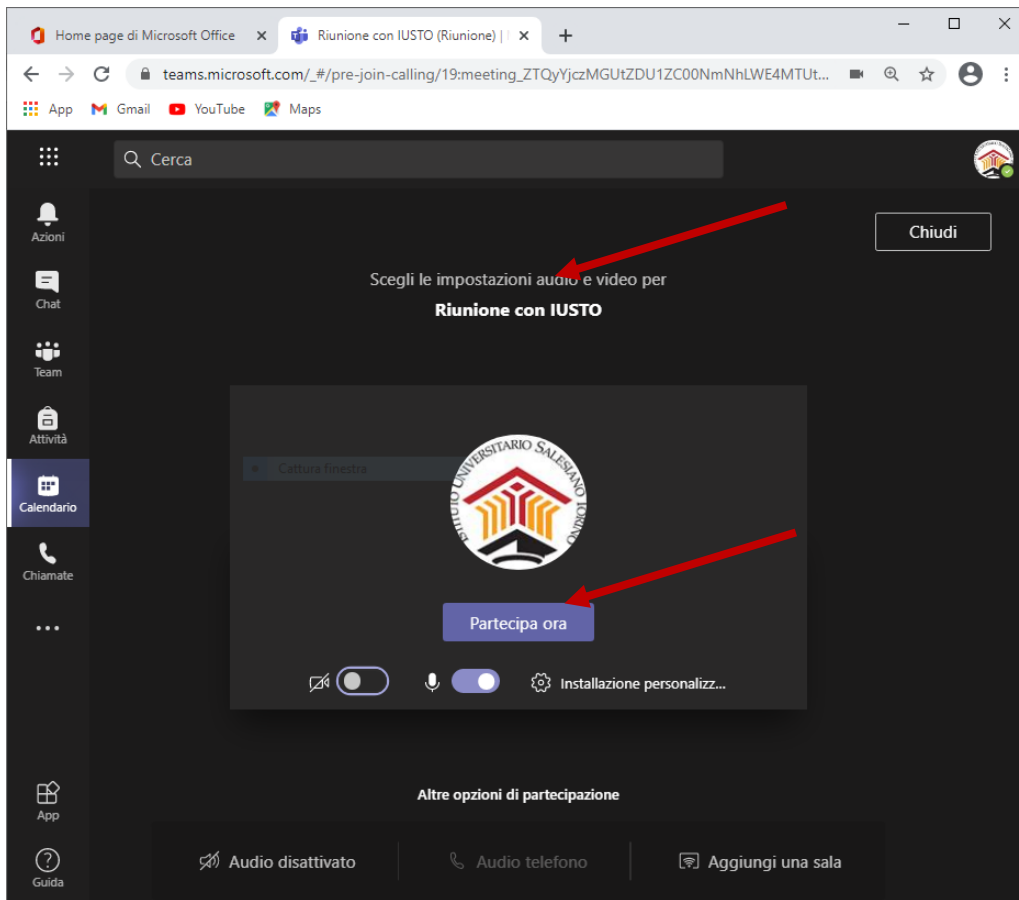 Home page di Microsoft Office
Riunione con IUSTO (Riunione) |
teams.microsoft.com/_#/pre-join-calling/19:meeting_ZTQyYjczMGUtZDU1ZC00NmNhLWE4MTUt...
App Gmail YouTube Maps
Cerca
Azioni
Chiudi
Scegli le impostazioni audio e video per
Riunione con IUSTO
Chat
Team
Attività
Cattura finestra
ISTITUTO UNIVERSITARIO SALESIANO TORINO
Calendario
Chiamate
Partecipa ora
Installazione personalizz...
Altre opzioni di partecipazione
App
Audio disattivato Audio telefono Aggiungi una sala
Guida